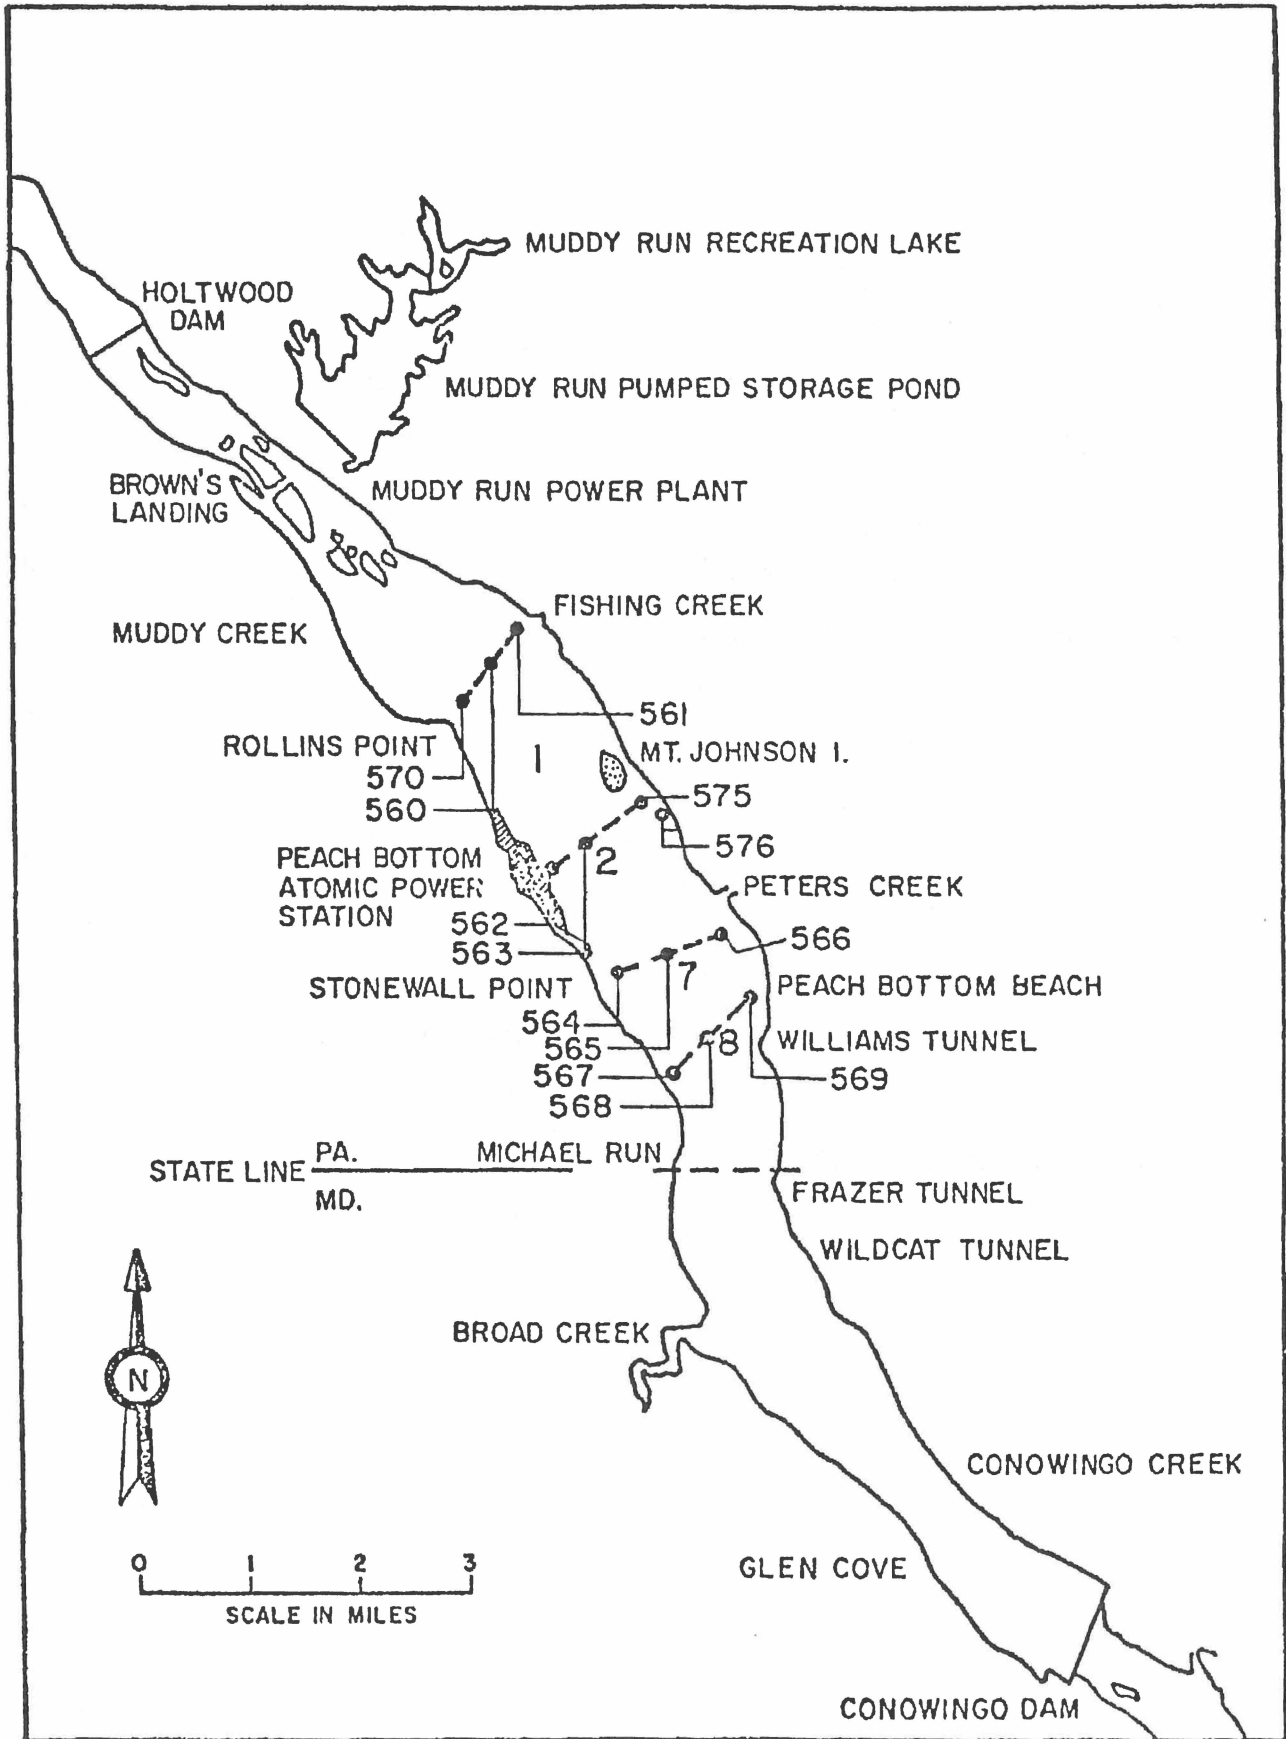 MUDDY RUN RECREATION LAKE
HOLTWOOD
DAM
MUDDY RUN PUMPED STORAGE POND
BROWN'S
LANDING
MUDDY RUN POWER PLANT
FISHING CREEK
MUDDY CREEK
561
ROLLINS POINT
1
MT. JOHNSON I.
570
575
560
576
PEACH BOTTOM
ATOMIC POWER
STATION
2
PETERS CREEK
562
563
566
STONEWALL POINT
7
PEACH BOTTOM BEACH
564
565
8
WILLIAMS TUNNEL
567
569
568
STATE LINE
PA.
MD.
MICHAEL RUN
FRAZER TUNNEL
WILDCAT TUNNEL
BROAD CREEK
N
CONOWINGO CREEK
0 1 2 3
SCALE IN MILES
GLEN COVE
CONOWINGO DAM